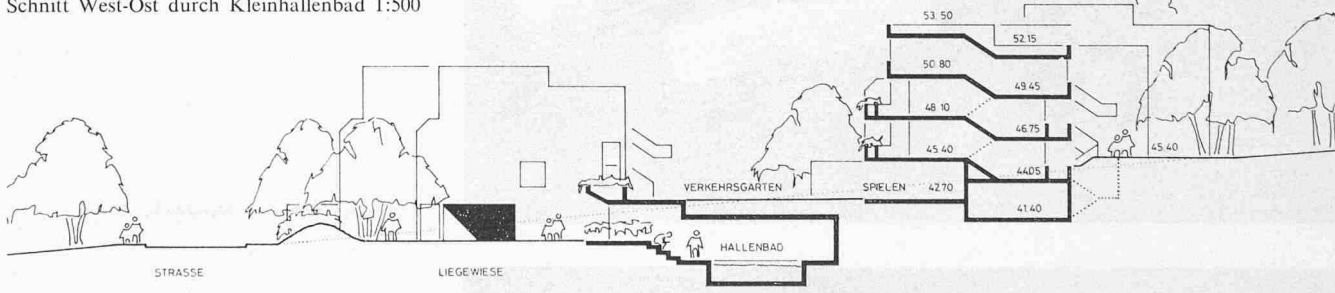 Schnitt West-Ost durch Kleinhallenbad 1:500
53.50
52.15
50.80
49.45
48.10
46.75
45.40
45.40
44.05
VERKEHRSGARTEN
SPIELEN
42.70
41.40
HALLENBAD
STRASSE
LIEGEWIESE